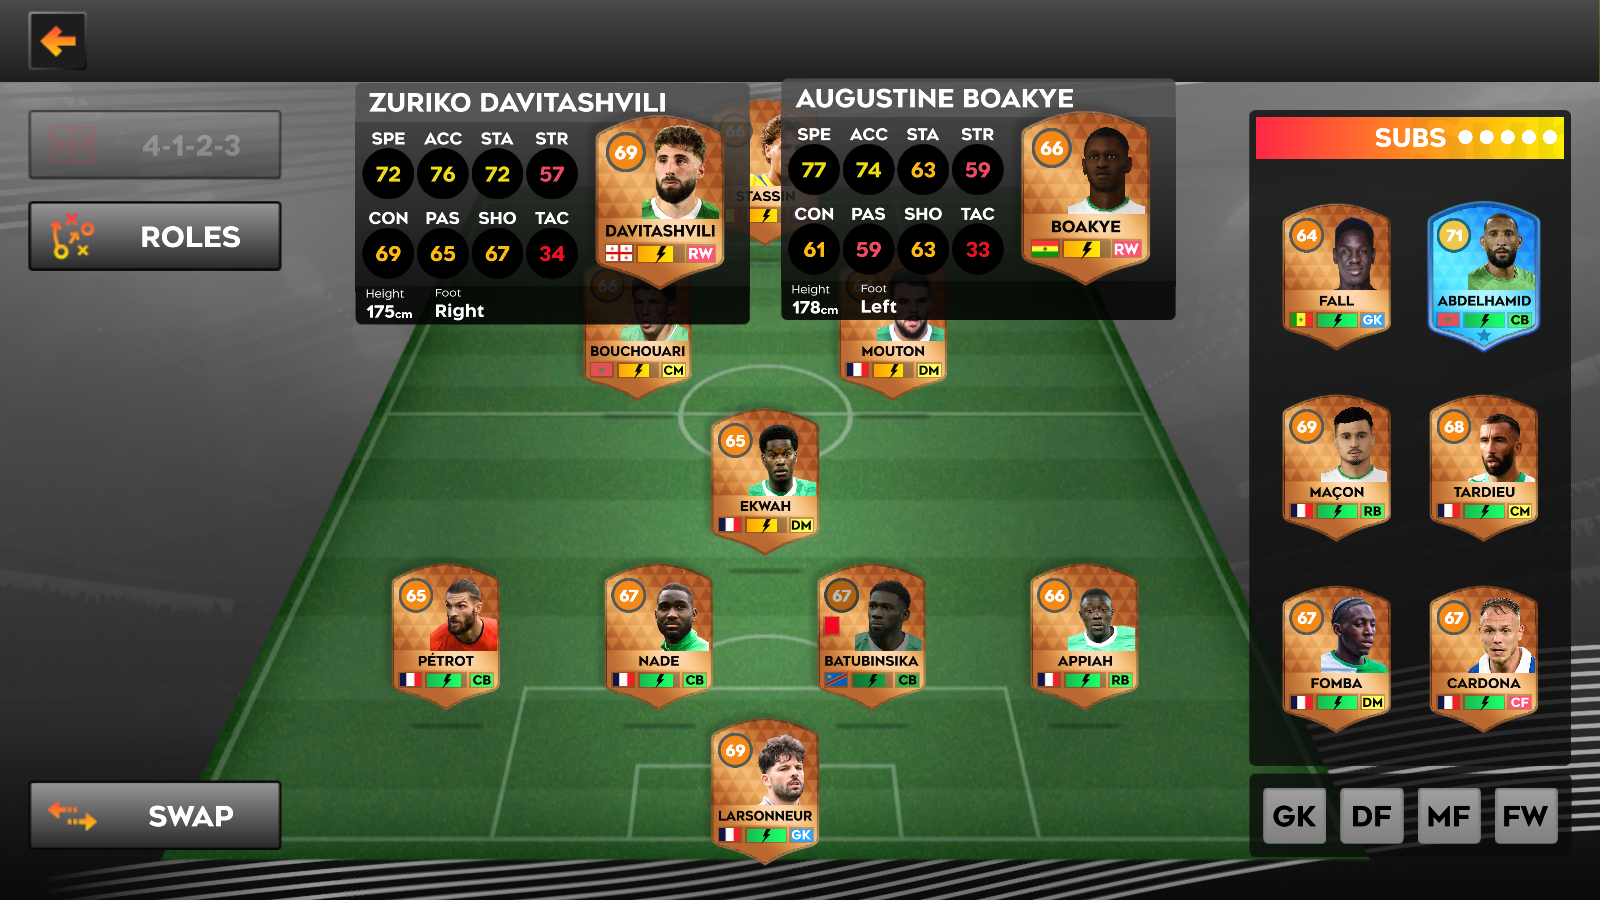 4-1-2-3
ROLES
SWAP
ZURIKO DAVITASHVILI
SPE ACC STA STR
72 76 72 57
CON PAS SHO TAC
69 65 67 34
Height Foot
175cm Right
69
DAVITASHVILI
RW
66
STASSIN
AUGUSTINE BOAKYE
SPE ACC STA STR
77 74 63 59
CON PAS SHO TAC
61 59 63 33
Height Foot
178cm Left
66
BOAKYE
RW
66
BOUCHOUARI
CM
MOUTON
DM
65
EKWAH
DM
65
PÉTROT
CB
67
NADE
CB
67
BATUBINSIKA
CB
66
APPIAH
RB
69
LARSONNEUR
GK
SUBS
64
FALL
GK
71
ABDELHAMID
CB
69
MAÇON
RB
68
TARDIEU
CM
67
FOMBA
DM
67
CARDONA
CF
GK DF MF FW